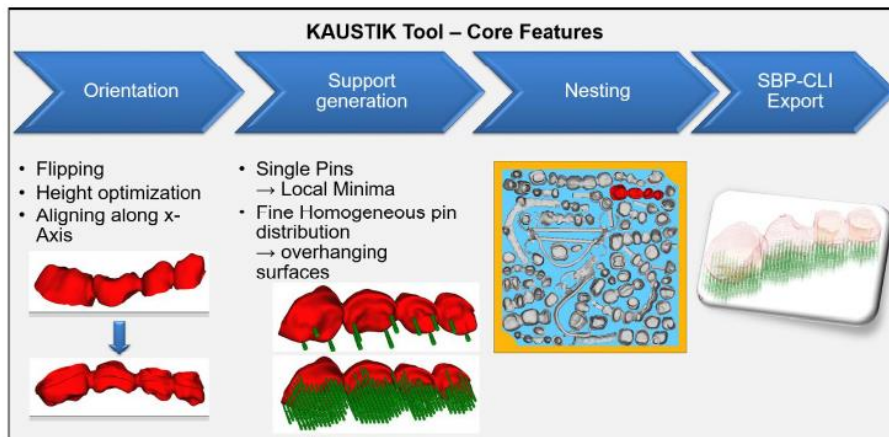 KAUSTIK Tool – Core Features
Orientation
Support
generation
Nesting
SBP-CLI
Export
• Flipping
• Height optimization
• Aligning along x-
Axis
• Single Pins
→ Local Minima
• Fine Homogeneous pin
distribution
→ overhanging
surfaces